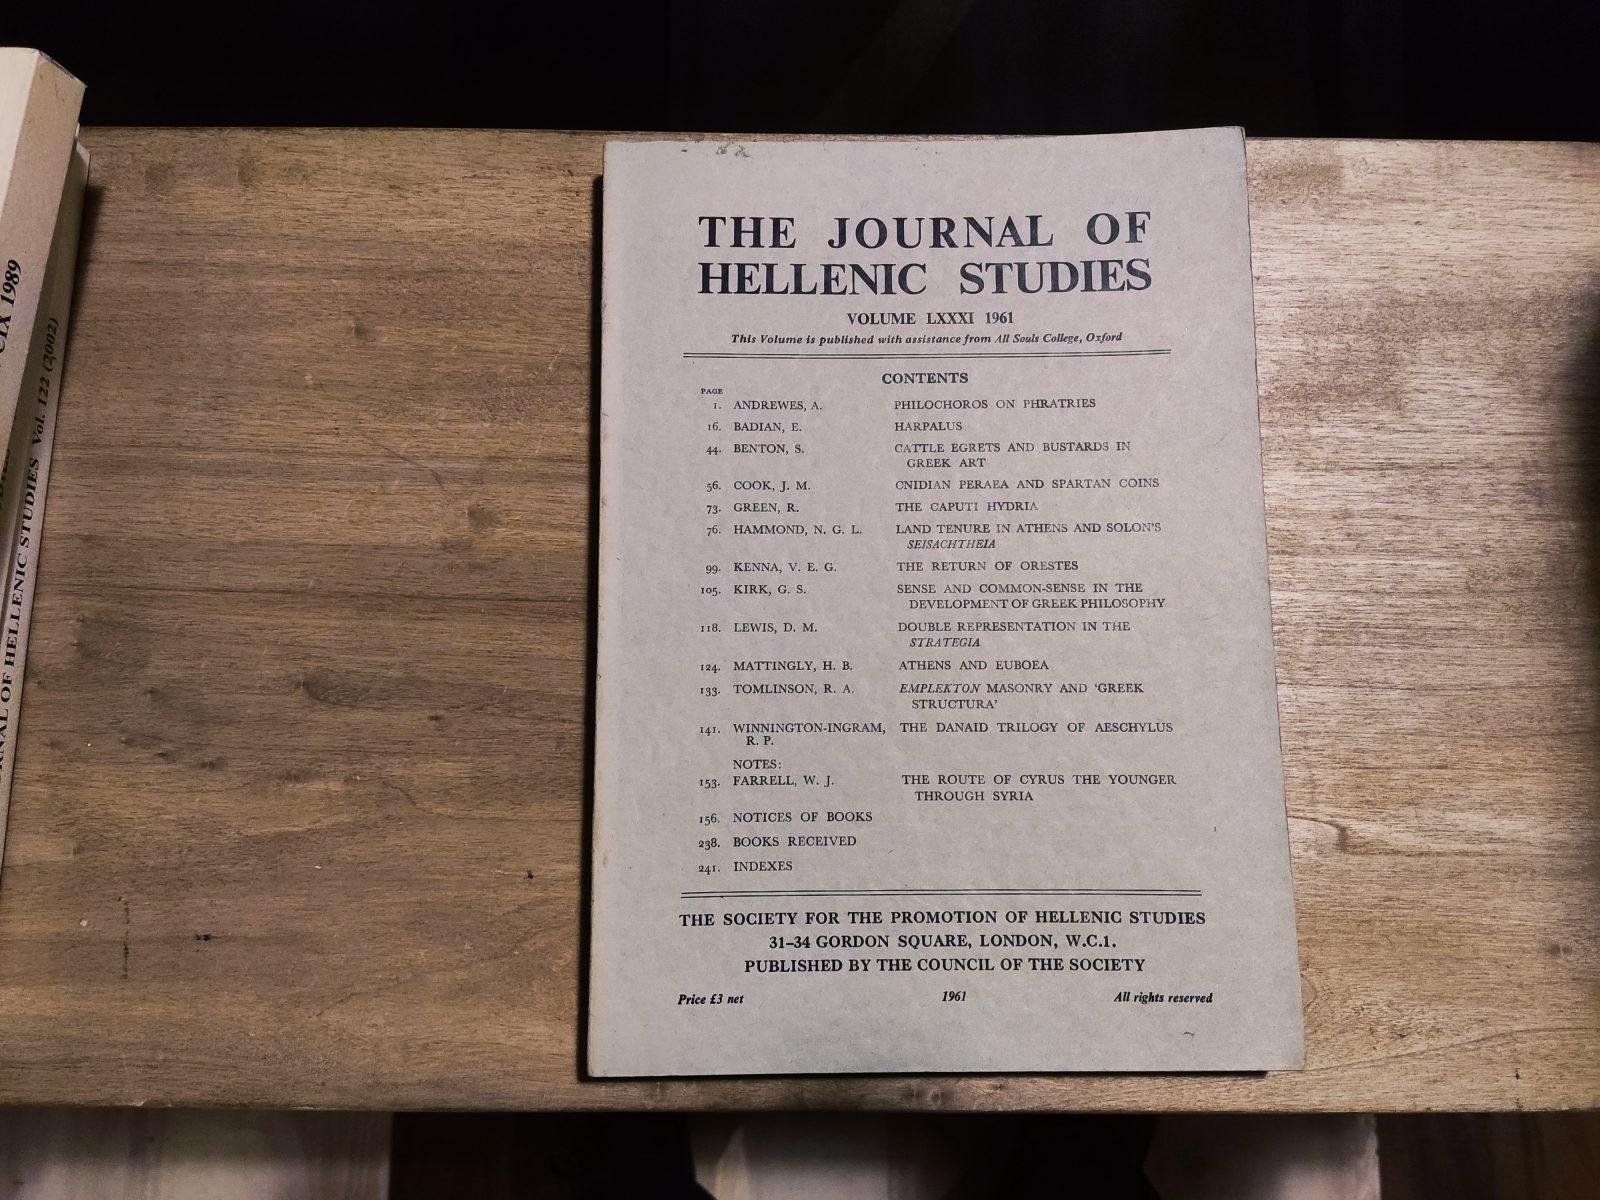 CIX 1989
RNAL OF HELLENIC STUDIES Vol. 122 (2002)
THE JOURNAL OF
HELLENIC STUDIES
VOLUME LXXXI 1961
This Volume is published with assistance from All Souls College, Oxford
CONTENTS
PAGE
1. ANDREWES, A. PHILOCHOROS ON PHRATRIES
16. BADIAN, E. HARPALUS
44. BENTON, S. CATTLE EGRETS AND BUSTARDS IN
GREEK ART
56. COOK, J. M. CNIDIAN PERAEA AND SPARTAN COINS
73. GREEN, R. THE CAPUTI HYDRIA
76. HAMMOND, N. G. L. LAND TENURE IN ATHENS AND SOLON'S
SEISACHTHEIA
99. KENNA, V. E. G. THE RETURN OF ORESTES
105. KIRK, G. S. SENSE AND COMMON-SENSE IN THE
DEVELOPMENT OF GREEK PHILOSOPHY
118. LEWIS, D. M. DOUBLE REPRESENTATION IN THE
STRATEGIA
124. MATTINGLY, H. B. ATHENS AND EUBOEA
133. TOMLINSON, R. A. EMPLEKTON MASONRY AND 'GREEK
STRUCTURA'
141. WINNINGTON-INGRAM, THE DANAID TRILOGY OF AESCHYLUS
R. P.
NOTES:
153. FARRELL, W. J. THE ROUTE OF CYRUS THE YOUNGER
THROUGH SYRIA
156. NOTICES OF BOOKS
238. BOOKS RECEIVED
241. INDEXES
THE SOCIETY FOR THE PROMOTION OF HELLENIC STUDIES
31–34 GORDON SQUARE, LONDON, W.C.1.
PUBLISHED BY THE COUNCIL OF THE SOCIETY
Price £3 net 1961 All rights reserved